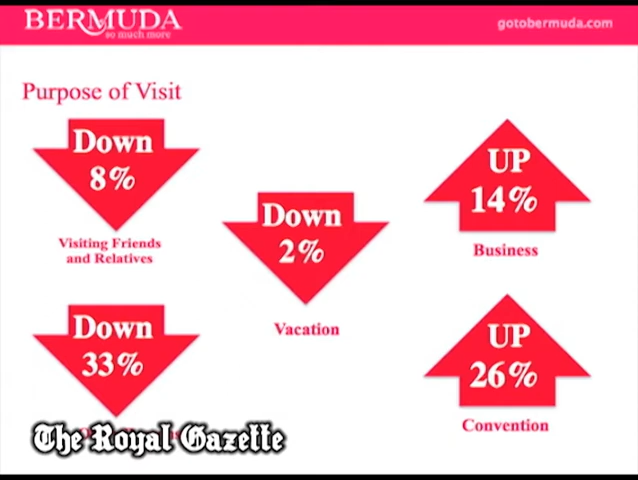 BERMUDA
so much more
gotobermuda.com
Purpose of Visit
Down
8%
Visiting Friends
and Relatives
Down
2%
Vacation
UP
14%
Business
Down
33%
UP
26%
Convention
The Royal Gazette